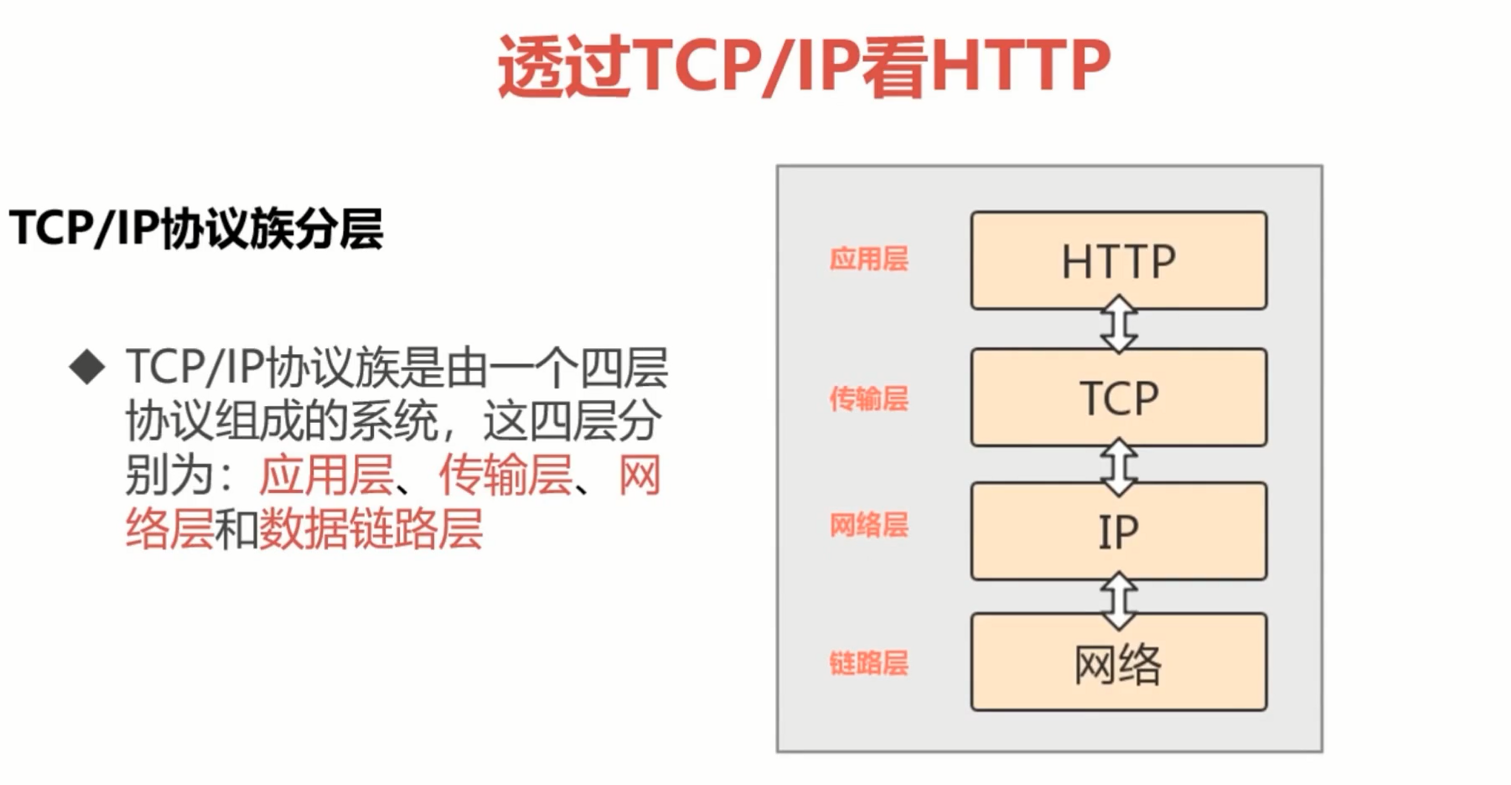 透过TCP/IP看HTTP
TCP/IP协议族分层
◆ TCP/IP协议族是由一个四层
协议组成的系统，这四层分
别为：应用层、传输层、网
络层和数据链路层
应用层
HTTP
传输层
TCP
网络层
IP
链路层
网络